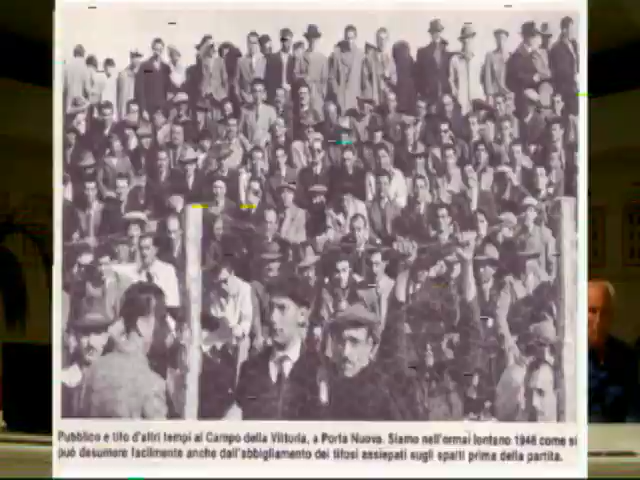 Pubblico e tifo d'altri tempi al Campo della Vittoria, a Porta Nuova. Siamo nell'ormai lontano 1948 come si
può desumere facilmente anche dall'abbigliamento dei tifosi assiepati sugli spalti prima della partita.